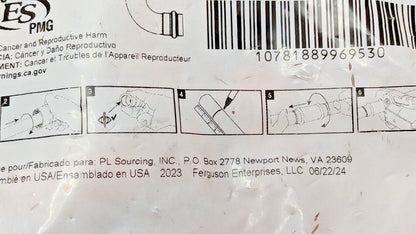 ES
PMG
Cancer and Reproductive Harm
CIA: Cáncer y Daño Reproductivo
EMENT: Cancer et Troubles de l'Appareil Reproducteur
nings.ca.gov
10781889969530
2 3 4 5 6
e pour/Fabricado para: PL Sourcing, INC., P.O. Box 2778 Newport News, VA 23609
mblé en USA/Ensamblado en USA 2023 Ferguson Enterprises, LLC 06/22/24